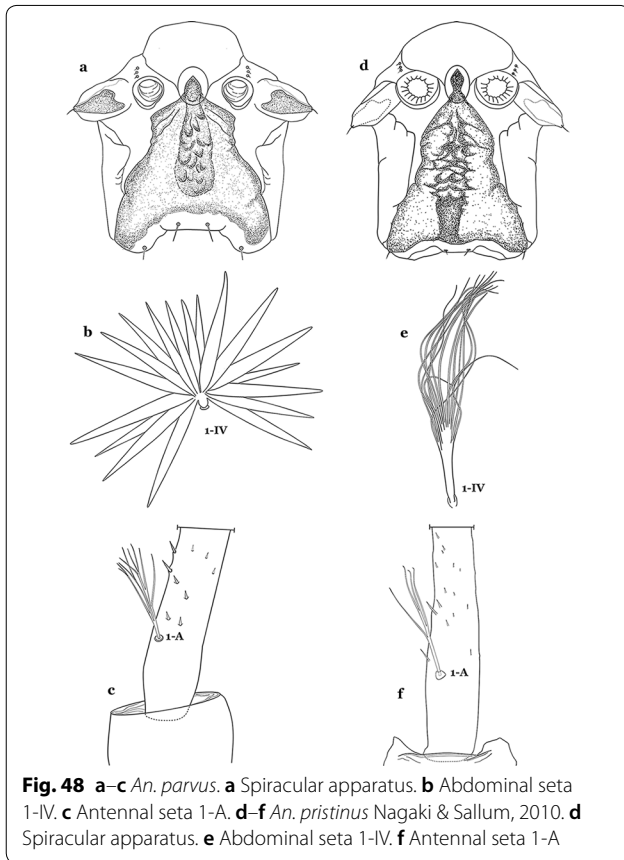 a
d
b
1-IV
e
1-IV
c
1-A
f
1-A
Fig. 48 a–c An. parvus. a Spiracular apparatus. b Abdominal seta
1-IV. c Antennal seta 1-A. d–f An. pristinus Nagaki & Sallum, 2010. d
Spiracular apparatus. e Abdominal seta 1-IV. f Antennal seta 1-A